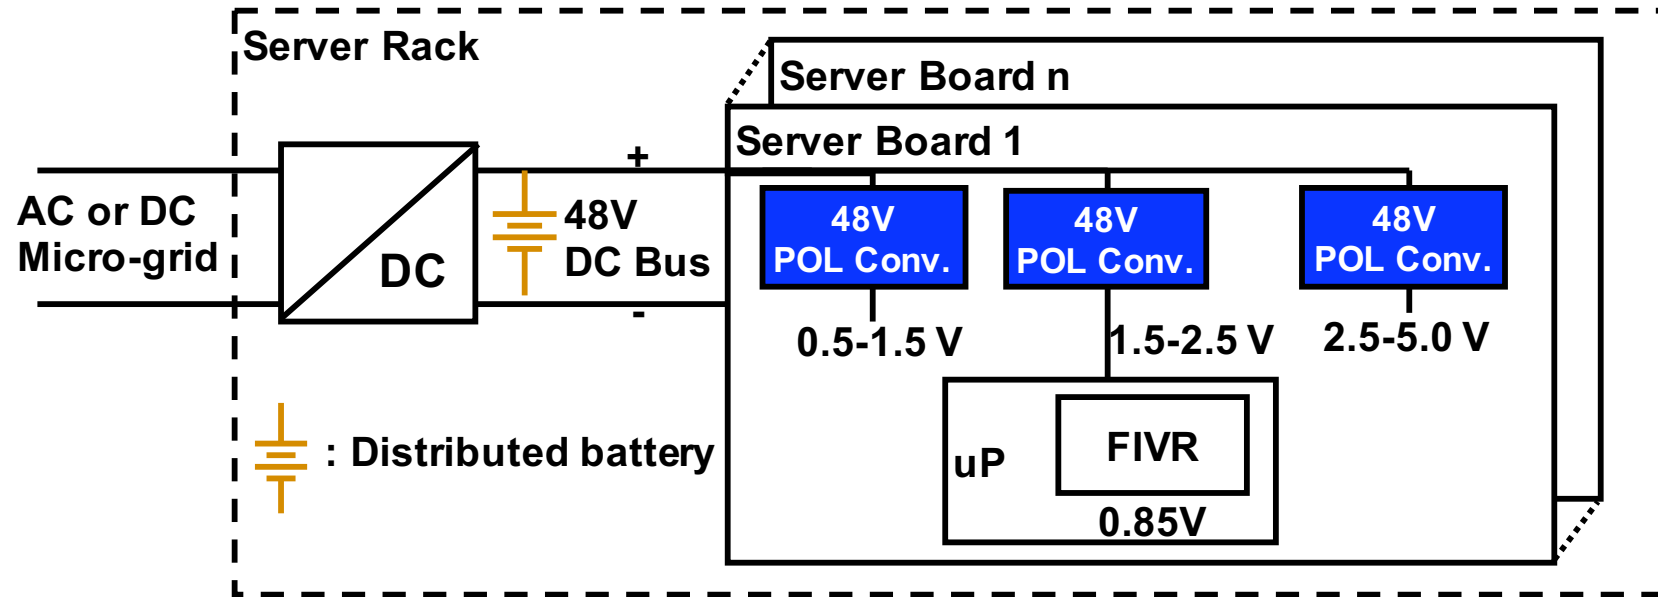 Server Rack
Server Board n
Server Board 1
+
AC or DC
Micro-grid
DC
48V
DC Bus
-
48V
POL Conv.
48V
POL Conv.
48V
POL Conv.
0.5-1.5 V
1.5-2.5 V
2.5-5.0 V
: Distributed battery
uP
FIVR
0.85V